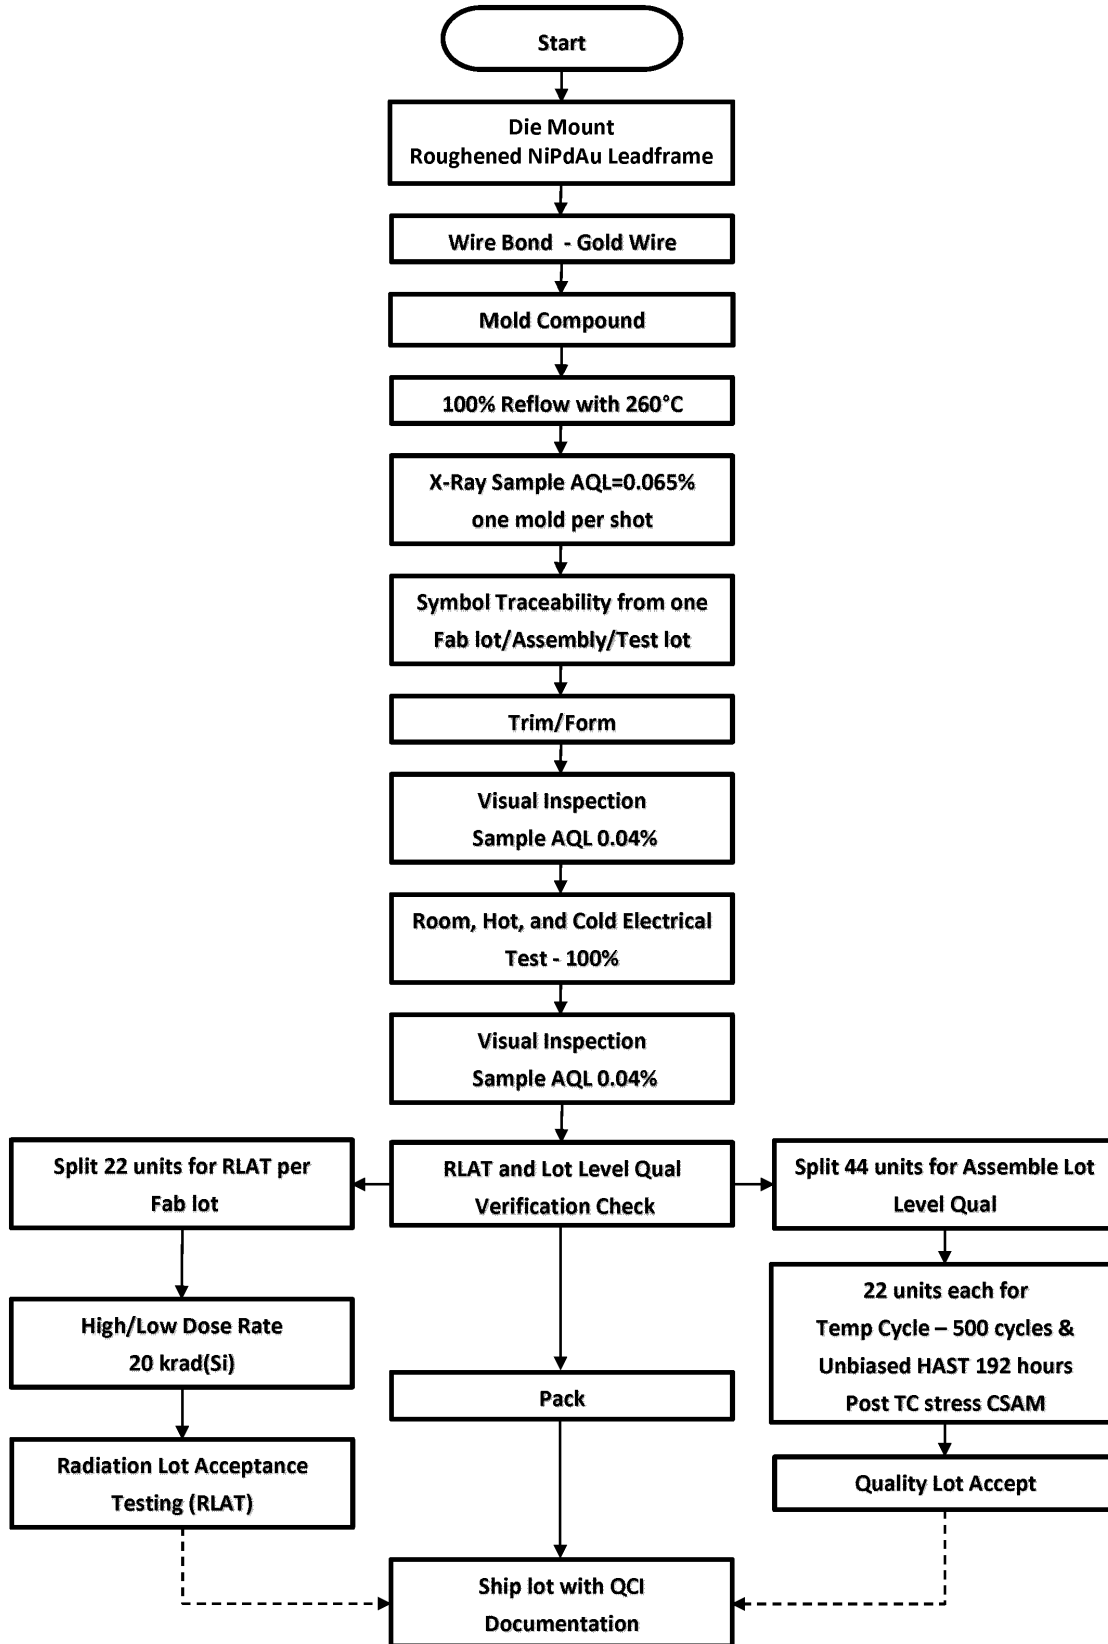 Start
Die Mount
Roughened NiPdAu Leadframe
Wire Bond - Gold Wire
Mold Compound
100% Reflow with 260°C
X-Ray Sample AQL=0.065%
one mold per shot
Symbol Traceability from one
Fab lot/Assembly/Test lot
Trim/Form
Visual Inspection
Sample AQL 0.04%
Room, Hot, and Cold Electrical
Test - 100%
Visual Inspection
Sample AQL 0.04%
Split 22 units for RLAT per
Fab lot
RLAT and Lot Level Qual
Verification Check
Split 44 units for Assemble Lot
Level Qual
High/Low Dose Rate
20 krad(Si)
22 units each for
Temp Cycle – 500 cycles &
Unbiased HAST 192 hours
Post TC stress CSAM
Pack
Radiation Lot Acceptance
Testing (RLAT)
Quality Lot Accept
Ship lot with QCI
Documentation